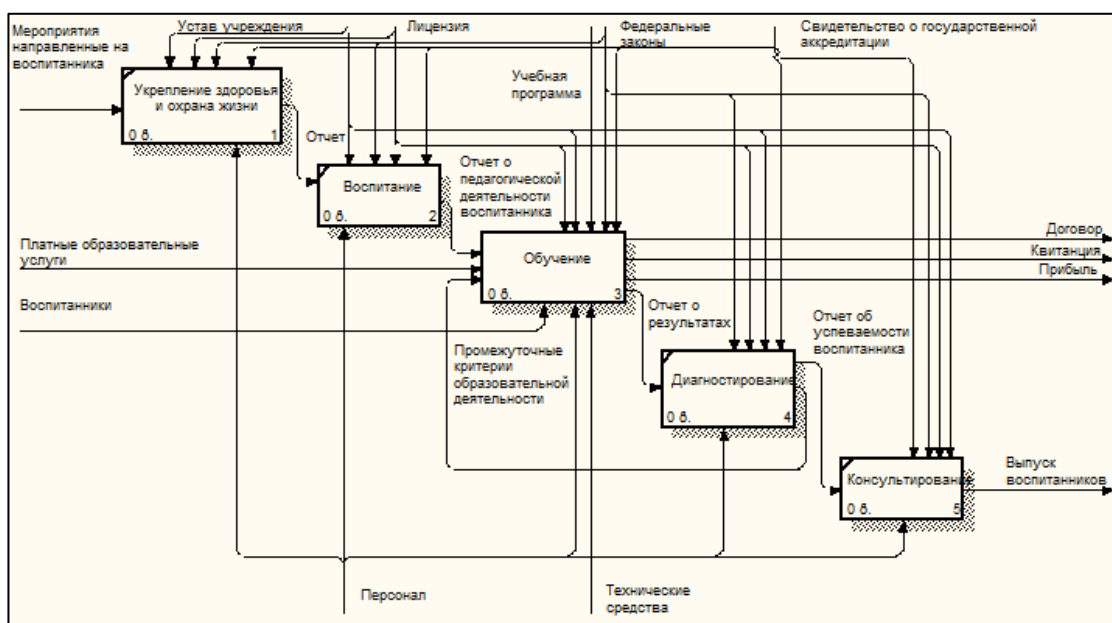 Мероприятия
направленные на
воспитанника
Устав учреждения
Лицензия
Федеральные
законы
Свидетельство о государственной
аккредитации
Учебная
программа
Укрепление здоровья
и охрана жизни
0 б.
1
Отчет
Воспитание
0 б.
2
Отчет о
педагогической
деятельности
воспитанника
Платные образовательные
услуги
Обучение
0 б.
3
Договор
Квитанция
Прибыль
Воспитанники
Отчет о
результатах
Отчет об
успеваемости
воспитанника
Промежуточные
критерии
образовательной
деятельности
Диагностирование
0 б.
4
Консультирование
0 б.
5
Выпуск
воспитанников
Персонал
Технические
средства